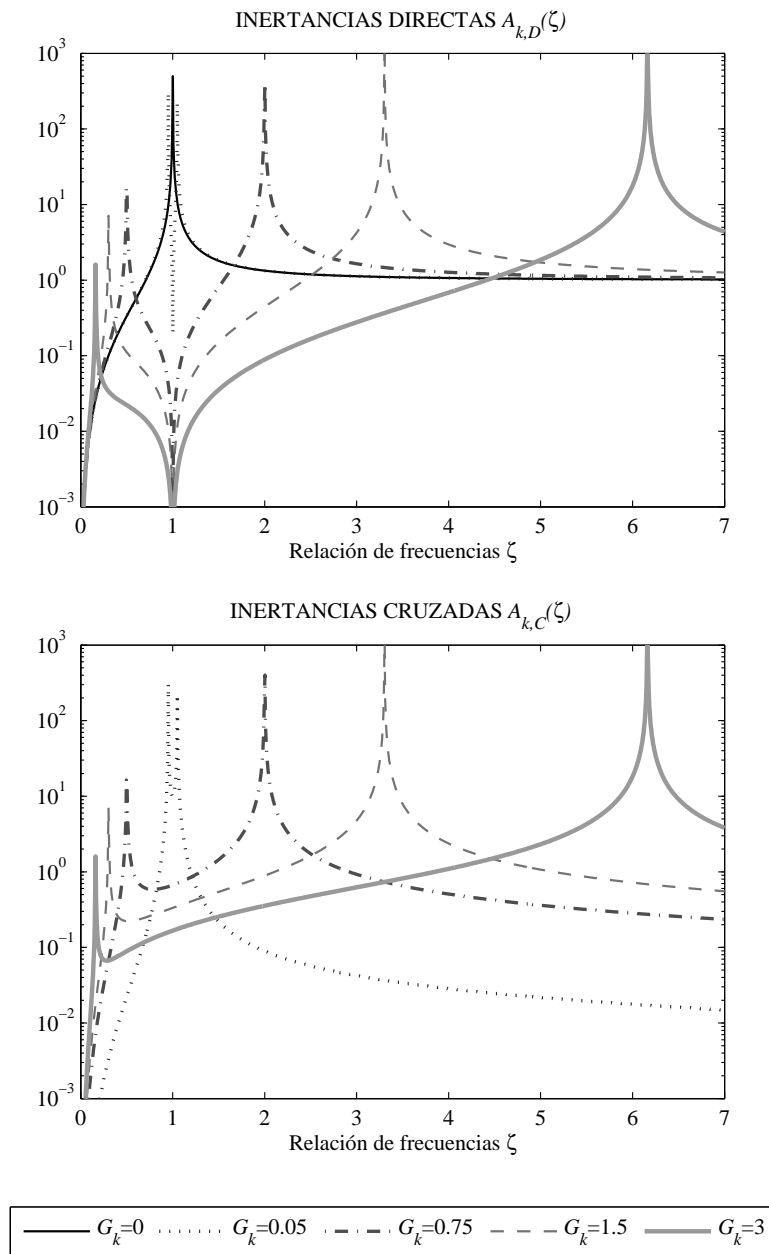 INERTANCIAS DIRECTAS A_{k,D}(ζ)
10^3
10^2
10^1
10^0
10^{−1}
10^{−2}
10^{−3}
0 1 2 3 4 5 6 7
Relación de frecuencias ζ
INERTANCIAS CRUZADAS A_{k,C}(ζ)
10^3
10^2
10^1
10^0
10^{−1}
10^{−2}
10^{−3}
0 1 2 3 4 5 6 7
Relación de frecuencias ζ
G_k=0 G_k=0.05 G_k=0.75 G_k=1.5 G_k=3